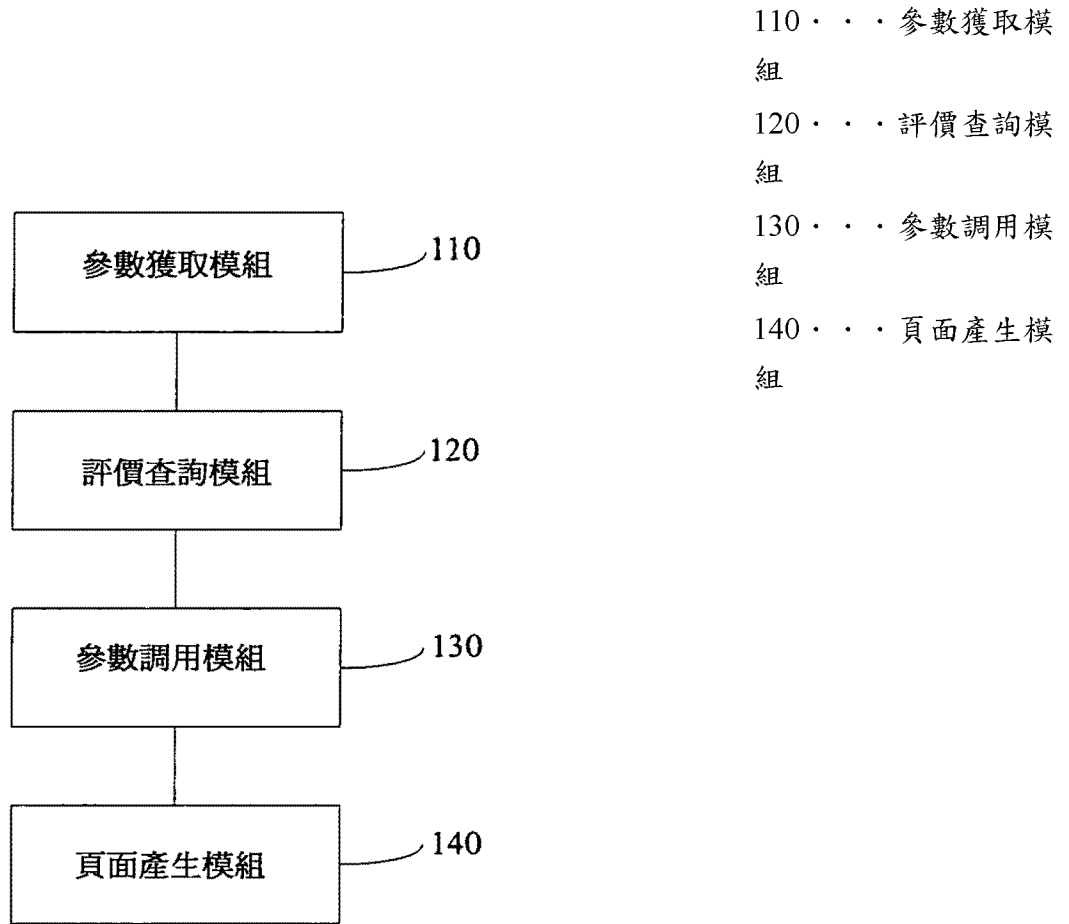 110・・・參數獲取模
組
120・・・評價查詢模
組
130・・・參數調用模
組
140・・・頁面產生模
組
參數獲取模組
110
評價查詢模組
120
參數調用模組
130
頁面產生模組
140